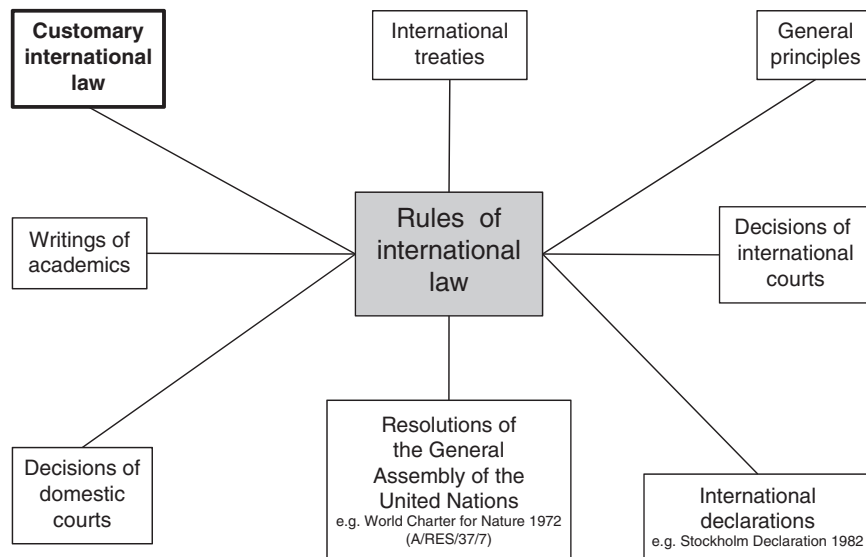 Customary
international
law
International
treaties
General
principles
Writings of
academics
Rules of
international
law
Decisions of
international
courts
Decisions of
domestic
courts
Resolutions of
the General
Assembly of the
United Nations
e.g. World Charter for Nature 1972
(A/RES/37/7)
International
declarations
e.g. Stockholm Declaration 1982